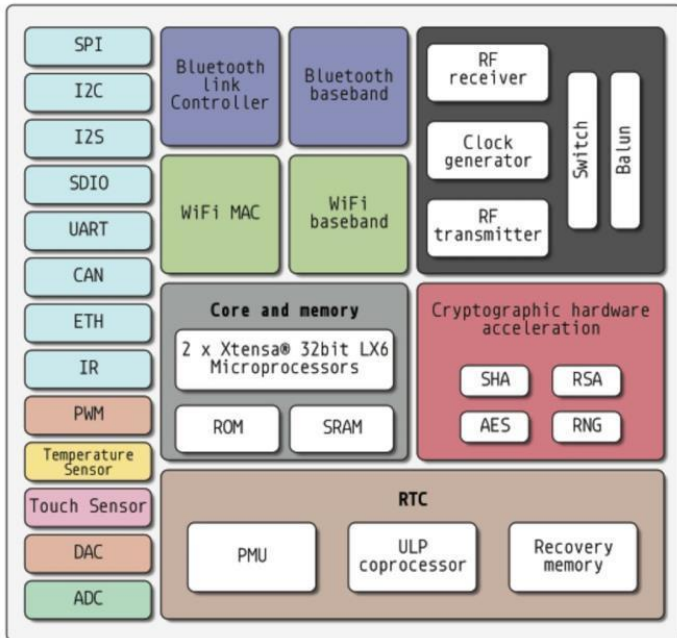 SPI
I2C
I2S
SDIO
UART
CAN
ETH
IR
PWM
Temperature
Sensor
Touch Sensor
DAC
ADC
Bluetooth
link
Controller
Bluetooth
baseband
WiFi MAC
WiFi
baseband
RF
receiver
Clock
generator
RF
transmitter
Switch
Balun
Core and memory
2 x Xtensa® 32bit LX6
Microprocessors
ROM
SRAM
Cryptographic hardware
acceleration
SHA
RSA
AES
RNG
RTC
PMU
ULP
coprocessor
Recovery
memory